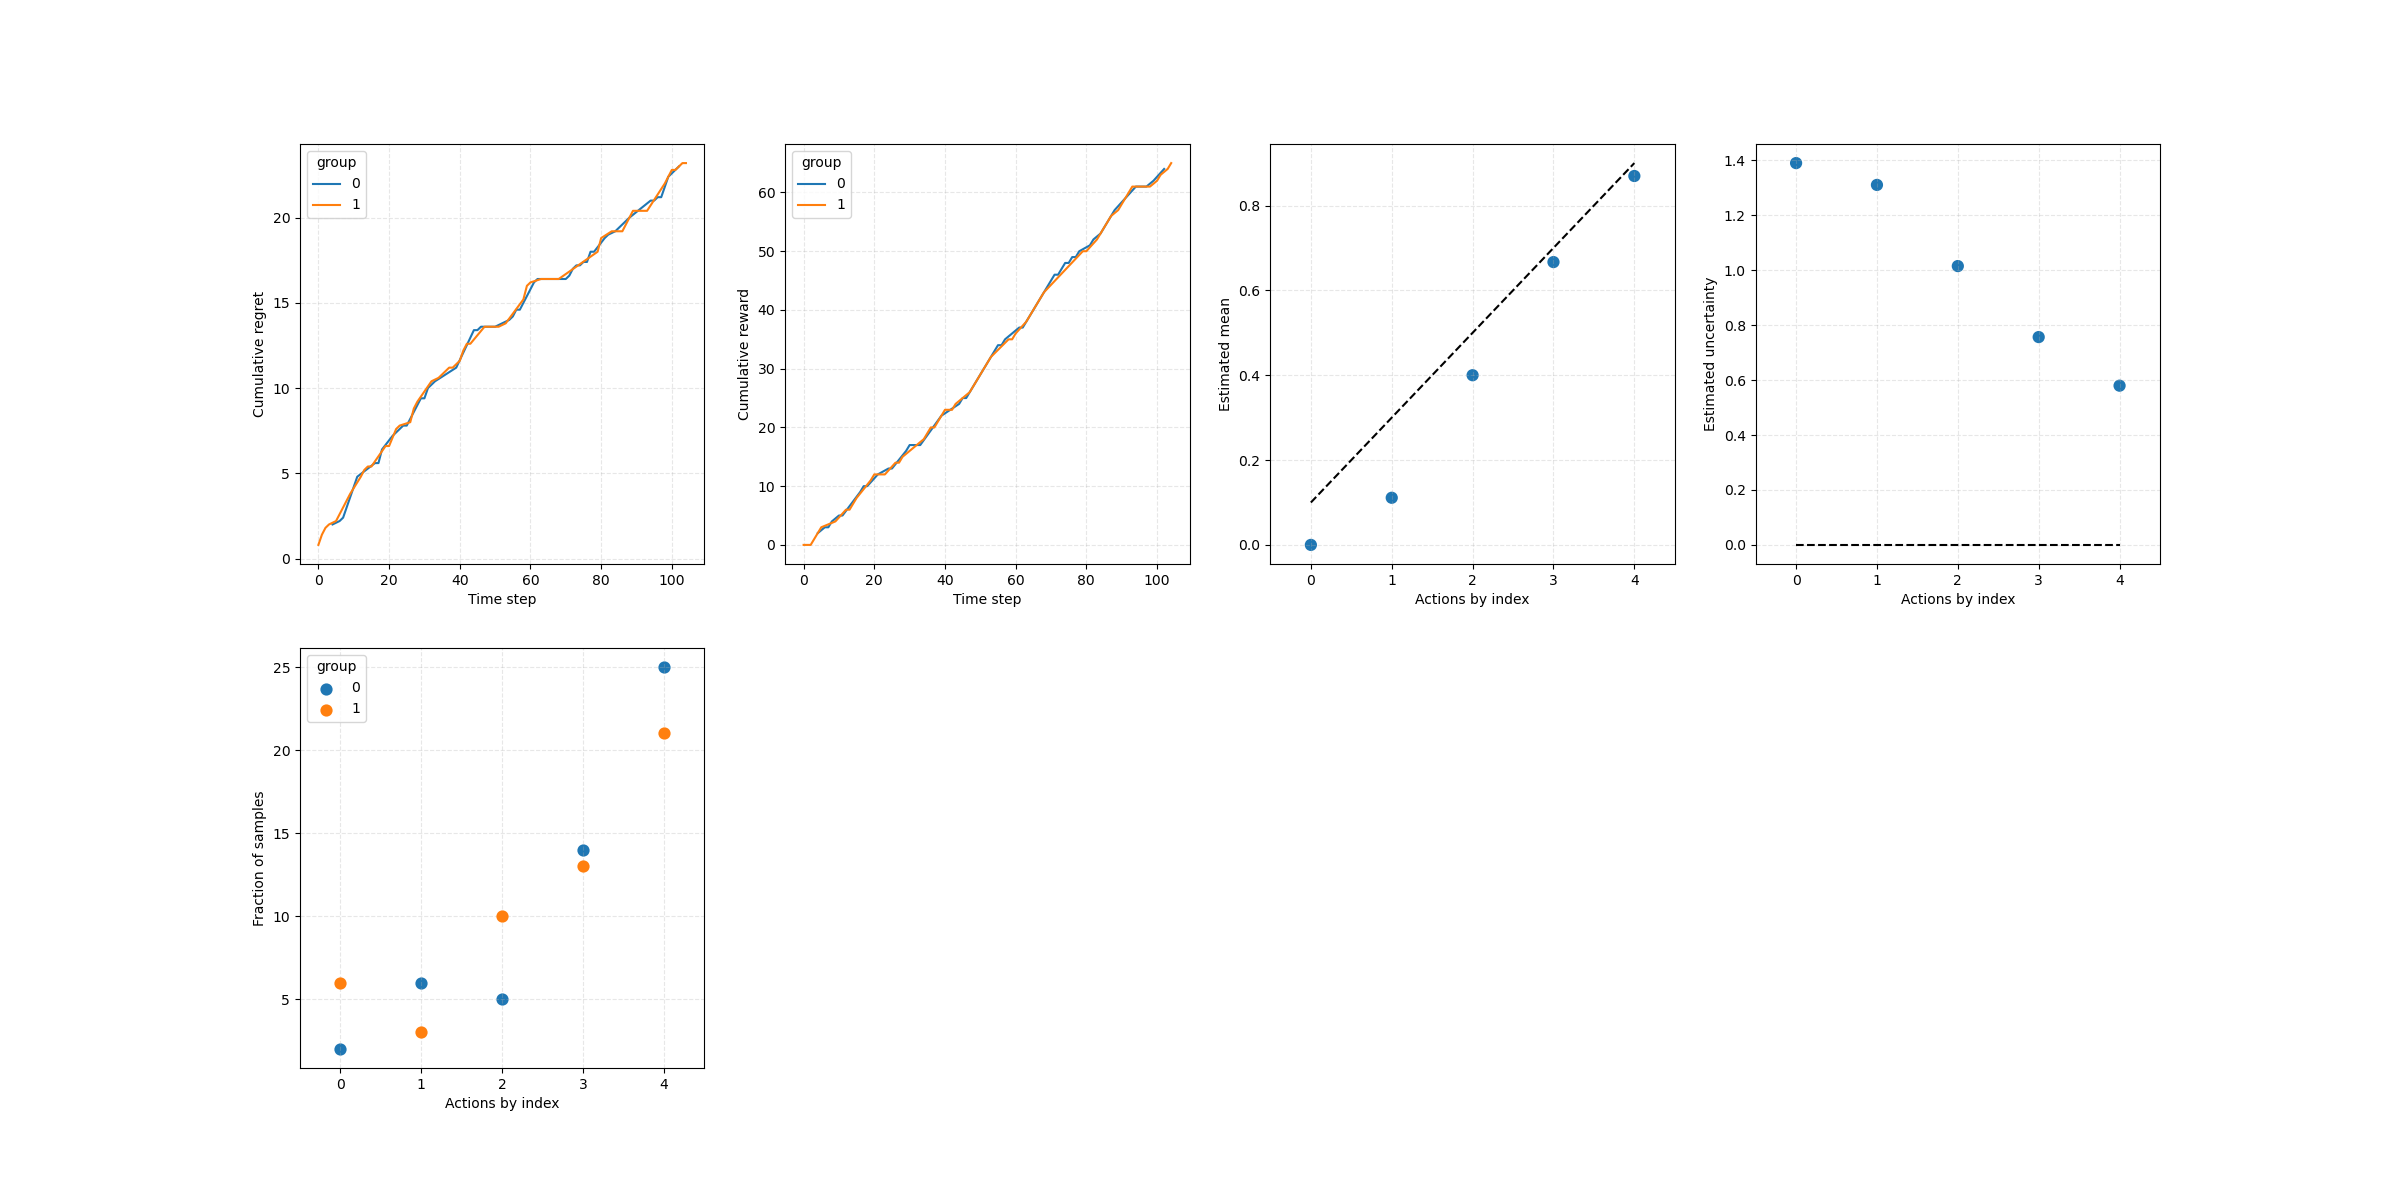 group
0
1
Cumulative regret
20
15
10
5
0
0 20 40 60 80 100
Time step
group
0
1
Cumulative reward
60
50
40
30
20
10
0
0 20 40 60 80 100
Time step
Estimated mean
0.8
0.6
0.4
0.2
0.0
0 1 2 3 4
Actions by index
Estimated uncertainty
1.4
1.2
1.0
0.8
0.6
0.4
0.2
0.0
0 1 2 3 4
Actions by index
group
0
1
Fraction of samples
25
20
15
10
5
0 1 2 3 4
Actions by index